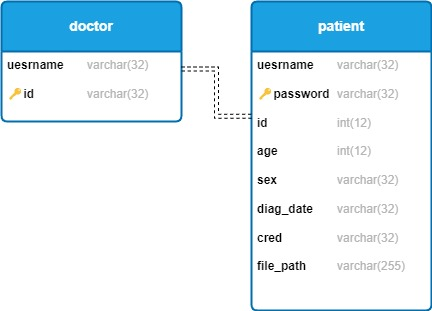 doctor
uesrname varchar(32)
id varchar(32)
patient
uesrname varchar(32)
password varchar(32)
id int(12)
age int(12)
sex varchar(32)
diag_date varchar(32)
cred varchar(32)
file_path varchar(255)